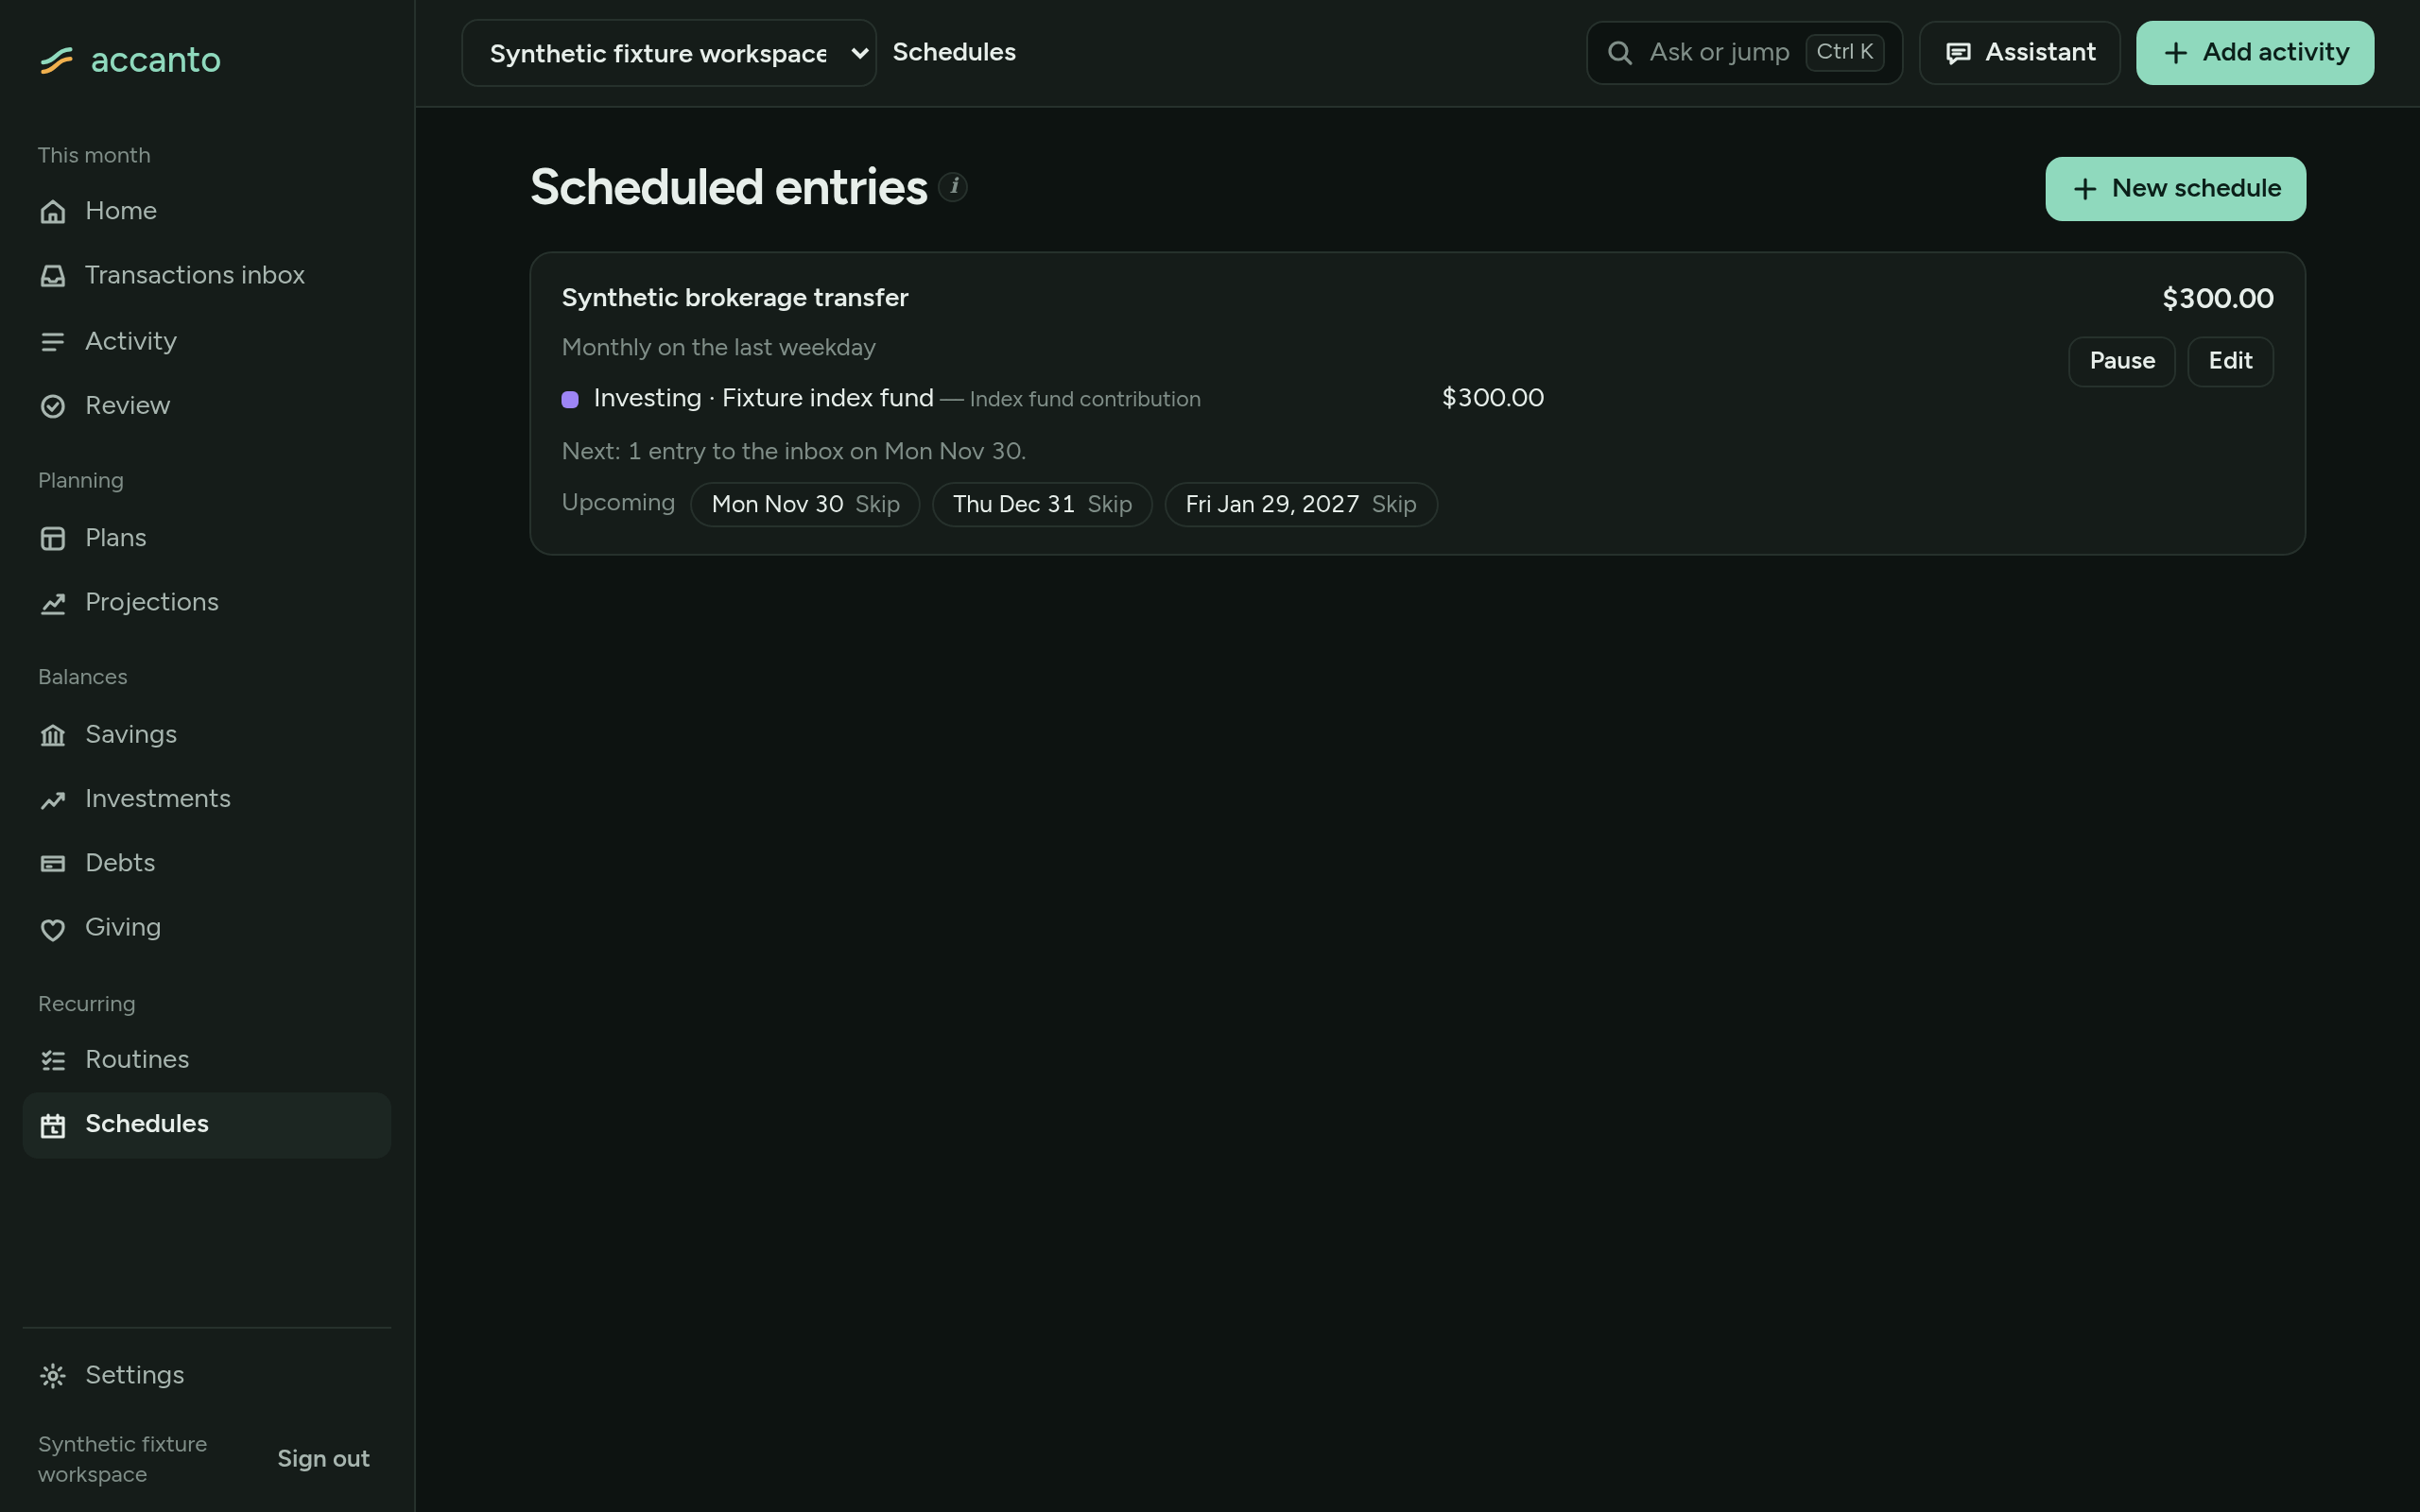 accanto
This month
Home
Transactions inbox
Activity
Review
Planning
Plans
Projections
Balances
Savings
Investments
Debts
Giving
Recurring
Routines
Schedules
Settings
Synthetic fixture
workspace
Sign out
Synthetic fixture workspace
Schedules
Ask or jump
Ctrl K
Assistant
Add activity
Scheduled entries
i
New schedule
Synthetic brokerage transfer
$300.00
Monthly on the last weekday
Pause
Edit
Investing · Fixture index fund — Index fund contribution $300.00
Next: 1 entry to the inbox on Mon Nov 30.
Upcoming Mon Nov 30 Skip Thu Dec 31 Skip Fri Jan 29, 2027 Skip